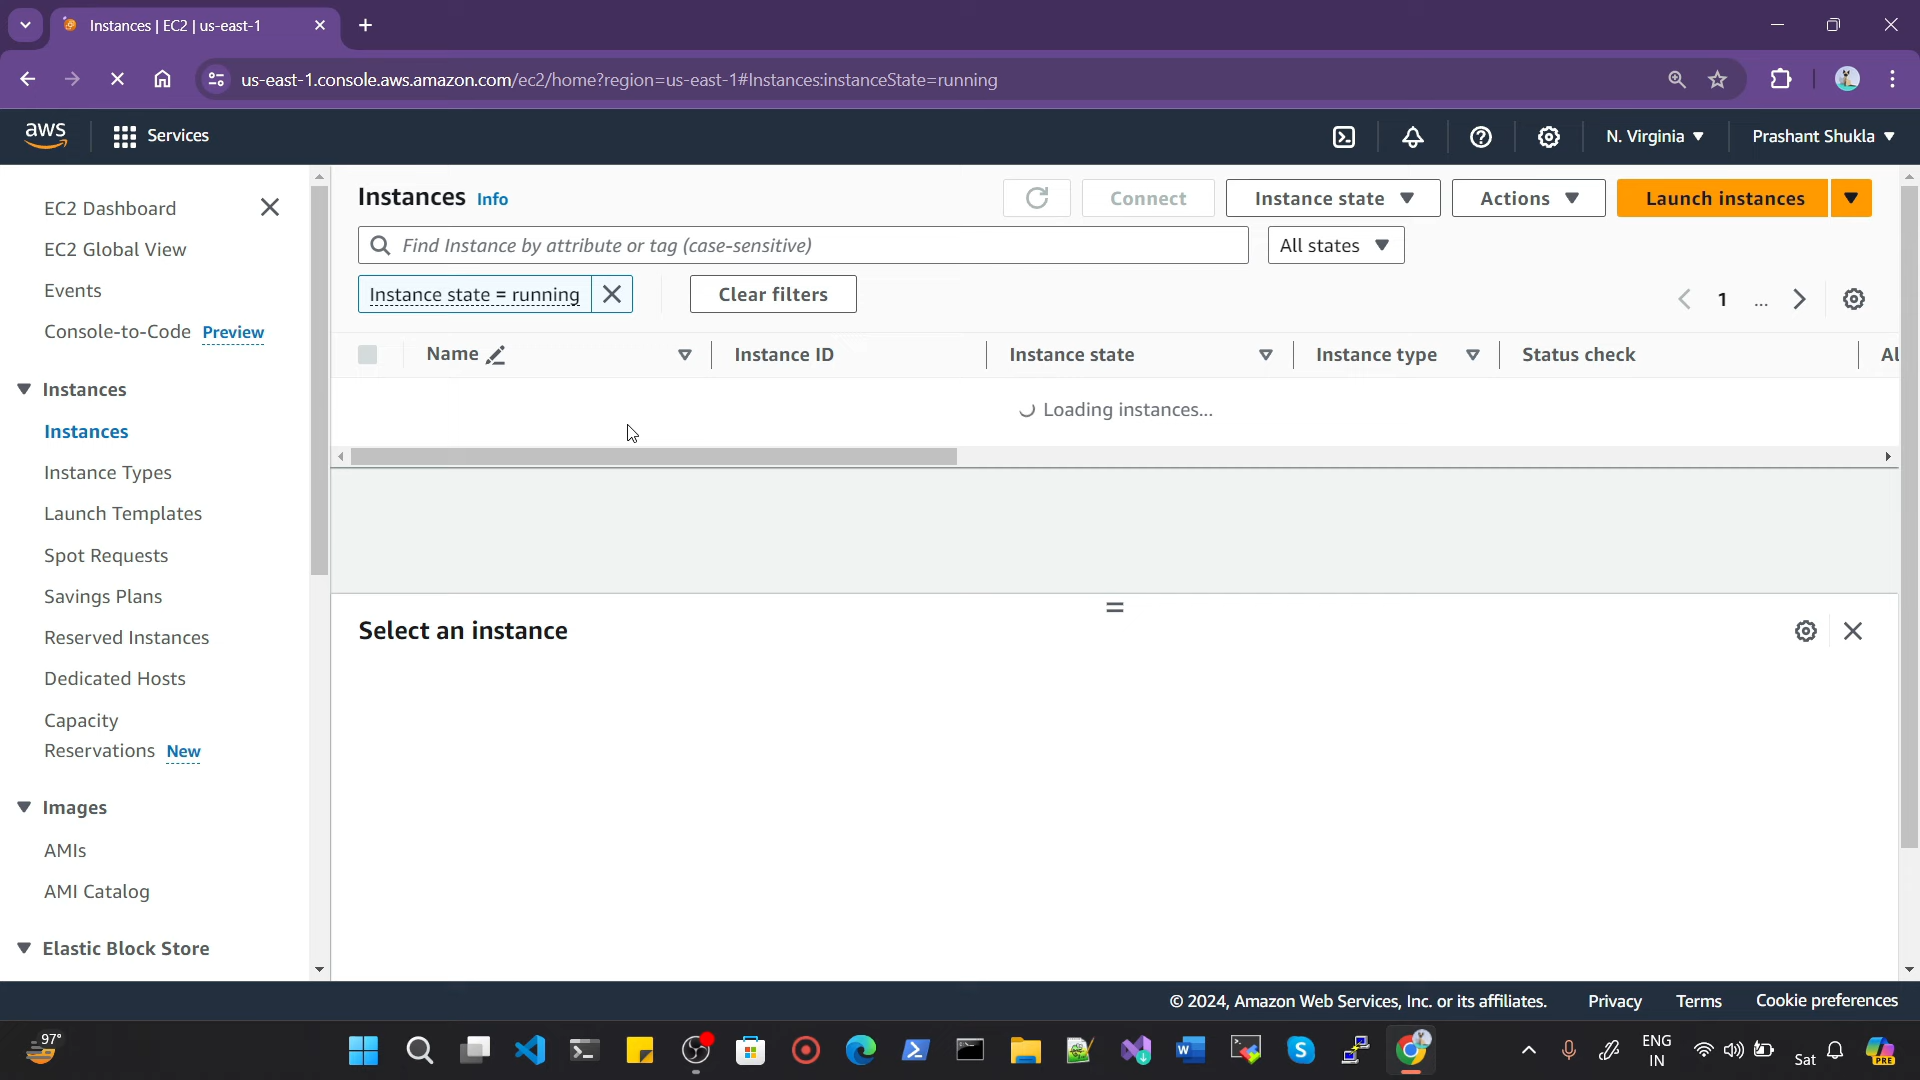 Instances | EC2 | us-east-1
us-east-1.console.aws.amazon.com/ec2/home?region=us-east-1#Instances:instanceState=running
aws
Services
N. Virginia
Prashant Shukla
EC2 Dashboard
EC2 Global View
Events
Console-to-Code Preview
Instances
Instances
Instance Types
Launch Templates
Spot Requests
Savings Plans
Reserved Instances
Dedicated Hosts
Capacity
Reservations New
Images
AMIs
AMI Catalog
Elastic Block Store
Instances Info
Connect
Instance state
Actions
Launch instances
Find Instance by attribute or tag (case-sensitive)
All states
Instance state = running
Clear filters
1 ...
Name
Instance ID
Instance state
Instance type
Status check
Al
Loading instances...
Select an instance
© 2024, Amazon Web Services, Inc. or its affiliates.
Privacy
Terms
Cookie preferences
97°
ENG
IN
Sat
PRE